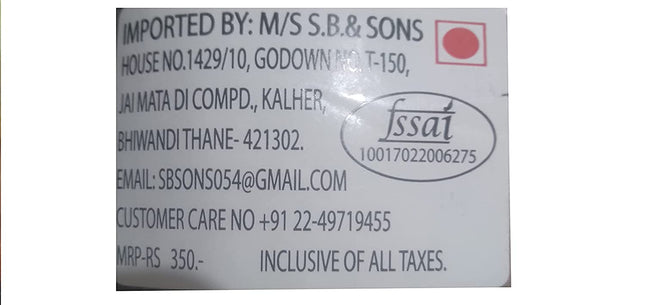 IMPORTED BY: M/S S.B.& SONS
HOUSE NO.1429/10, GODOWN NO.T-150,
JAI MATA DI COMPD., KALHER,
BHIWANDI THANE- 421302.
fssai
10017022006275
EMAIL: SBSONS054@GMAIL.COM
CUSTOMER CARE NO +91 22-49719455
MRP-RS 350.- INCLUSIVE OF ALL TAXES.